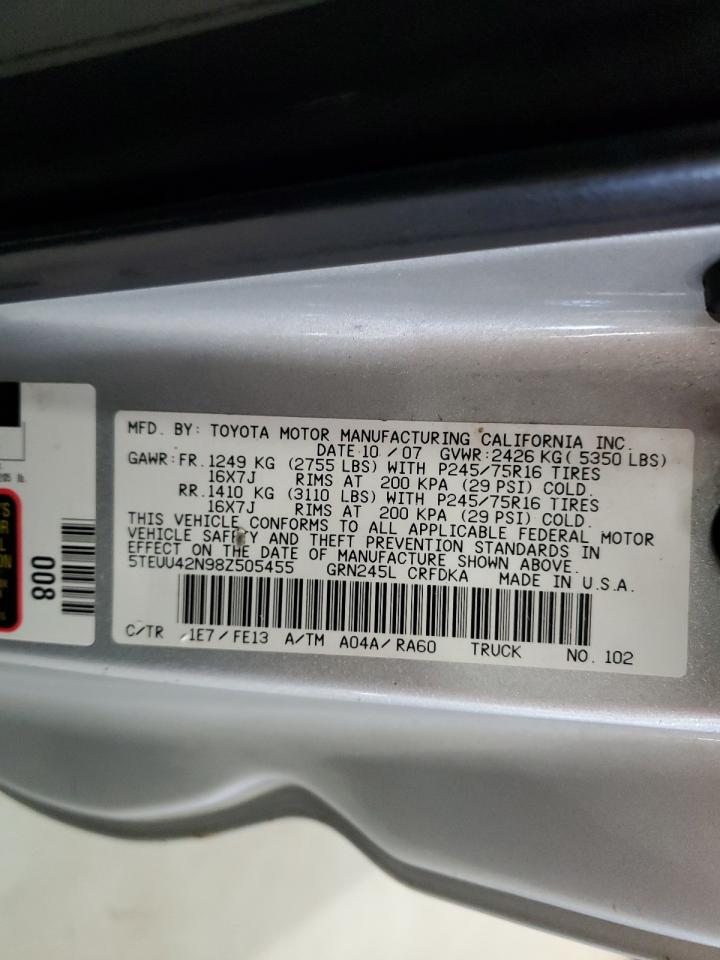 MFD. BY: TOYOTA MOTOR MANUFACTURING CALIFORNIA INC.
DATE 10 / 07 GVWR: 2426 KG ( 5350 LBS)
GAWR: FR. 1249 KG (2755 LBS) WITH P245/75R16 TIRES
16X7J RIMS AT 200 KPA (29 PSI) COLD.
RR. 1410 KG (3110 LBS) WITH P245/75R16 TIRES
16X7J RIMS AT 200 KPA (29 PSI) COLD.
THIS VEHICLE CONFORMS TO ALL APPLICABLE FEDERAL MOTOR
VEHICLE SAFETY AND THEFT PREVENTION STANDARDS IN
EFFECT ON THE DATE OF MANUFACTURE SHOWN ABOVE.
5TEUU42N98Z505455 GRN245L CRFDKA MADE IN U.S.A.
C/TR 1E7 / FE13 A/TM A04A/ RA60 TRUCK NO. 102
008